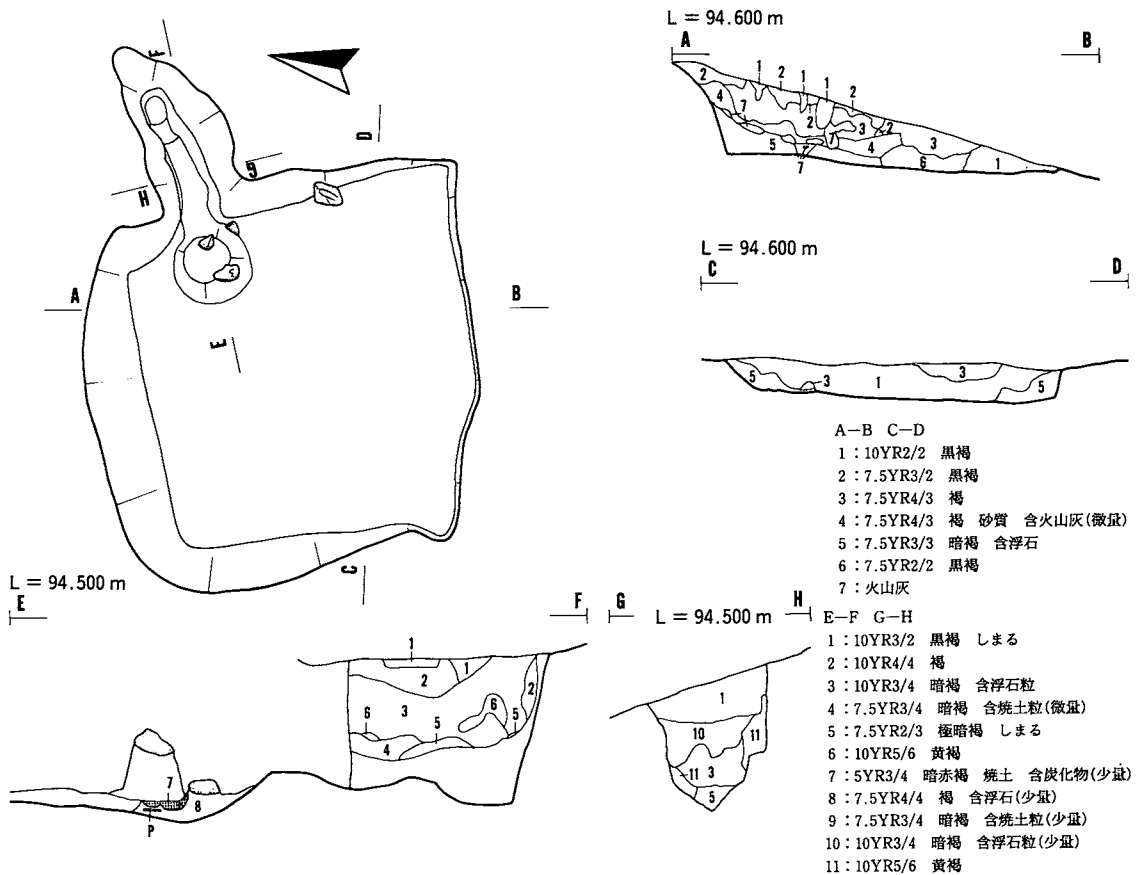 F
D
G
H
A
B
E
C
L = 94.600 m
A B
2 1 2 1 1 2
4 7 2 3 2
5 7 4 3
7 6 1
L = 94.600 m
C D
5 3 1 3 5
A—B C—D
1：10YR2/2 黒褐
2：7.5YR3/2 黒褐
3：7.5YR4/3 褐
4：7.5YR4/3 褐 砂質 含火山灰(微量)
5：7.5YR3/3 暗褐 含浮石
6：7.5YR2/2 黒褐
7：火山灰
L = 94.500 m
E F
1
2 1 2
3 6
6 5 5
4
7
8
P
G L = 94.500 m H
1
10 11
11 3
5
E—F G—H
1：10YR3/2 黒褐 しまる
2：10YR4/4 褐
3：10YR3/4 暗褐 含浮石粒
4：7.5YR3/4 暗褐 含焼土粒(微量)
5：7.5YR2/3 極暗褐 しまる
6：10YR5/6 黄褐
7：5YR3/4 暗赤褐 焼土 含炭化物(少量)
8：7.5YR4/4 褐 含浮石(少量)
9：7.5YR3/4 暗褐 含焼土粒(少量)
10：10YR3/4 暗褐 含浮石粒(少量)
11：10YR5/6 黄褐